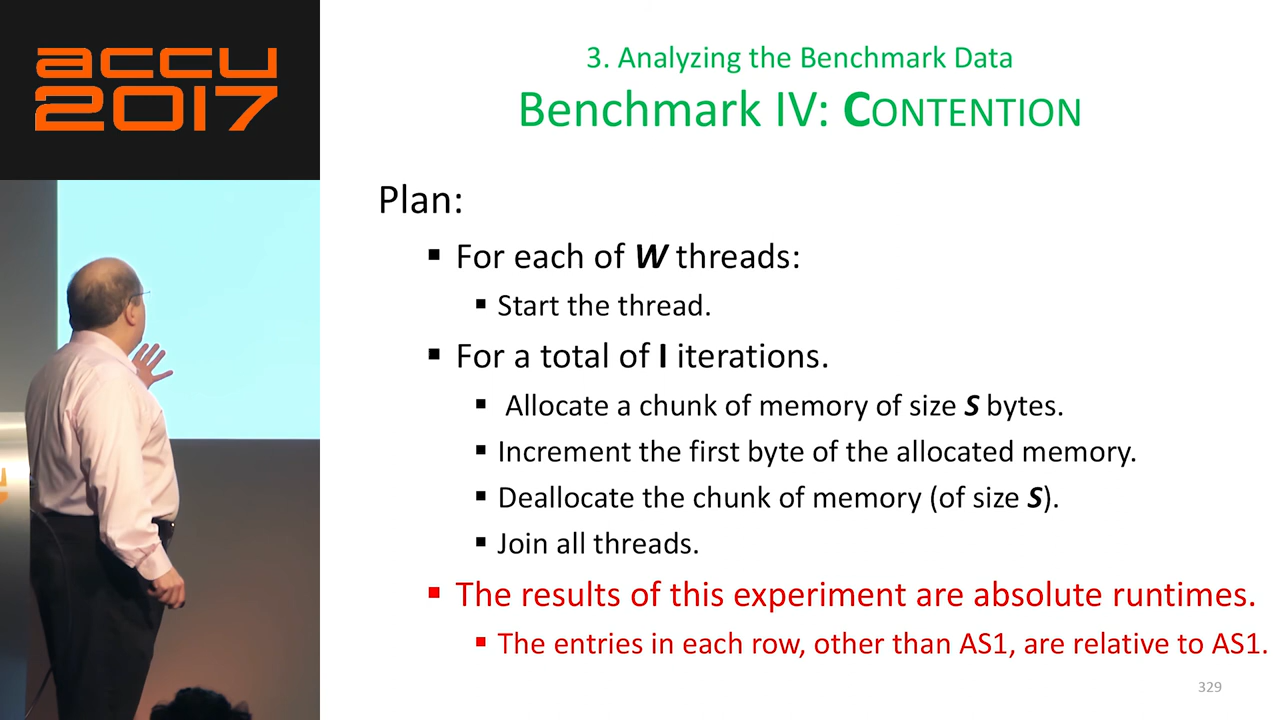 accu
2017
3. Analyzing the Benchmark Data
Benchmark IV: CONTENTION
Plan:
▪ For each of W threads:
▪ Start the thread.
▪ For a total of I iterations.
▪ Allocate a chunk of memory of size S bytes.
▪ Increment the first byte of the allocated memory.
▪ Deallocate the chunk of memory (of size S).
▪ Join all threads.
▪ The results of this experiment are absolute runtimes.
▪ The entries in each row, other than AS1, are relative to AS1.
329